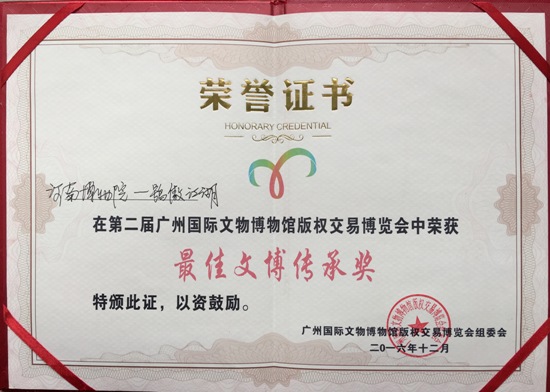 荣誉证书
HONORARY CREDENTIAL
河南博物院
在第二届广州国际文物博物馆版权交易博览会中荣获
最佳文博传承奖
特颁此证，以资鼓励。
广州国际文物博物馆版权交易博览会组委会
二〇一六年十二月